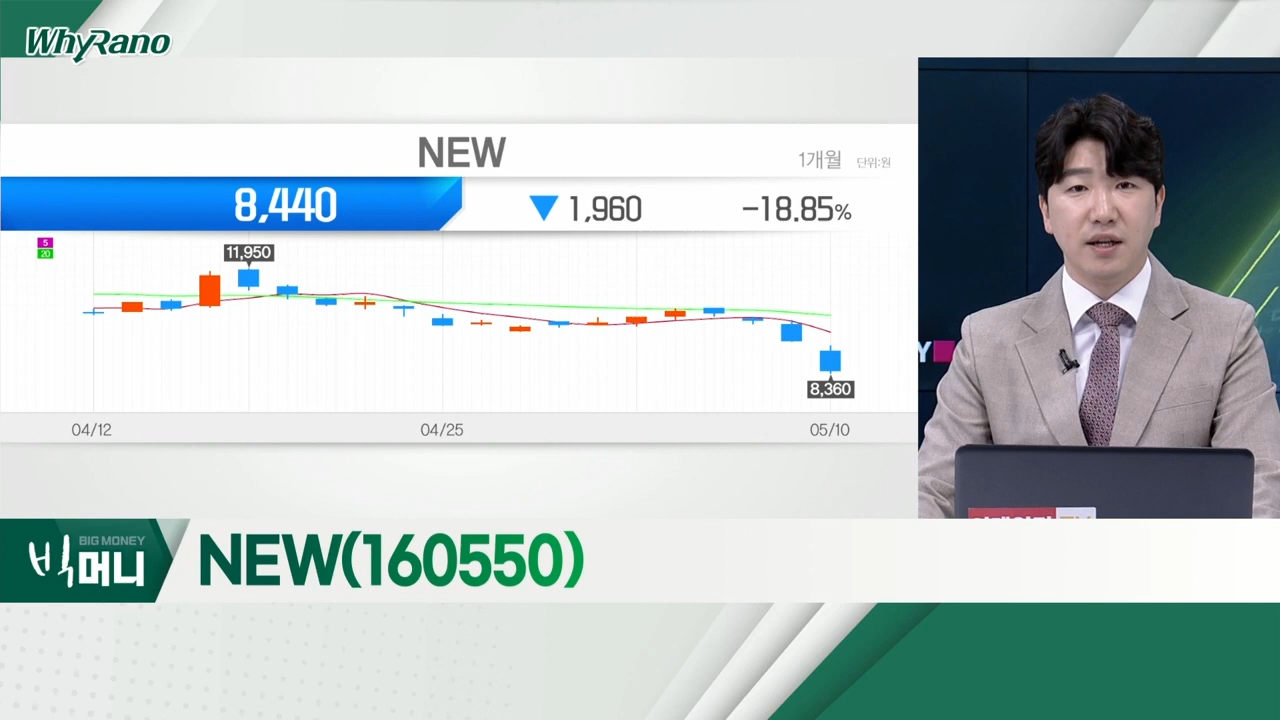 WhyRano
NEW
1개월 단위:원
8,440 ▼ 1,960 -18.85%
5
20
11,950
8,360
04/12 04/25 05/10
Y
BIG MONEY
빅머니
NEW(160550)